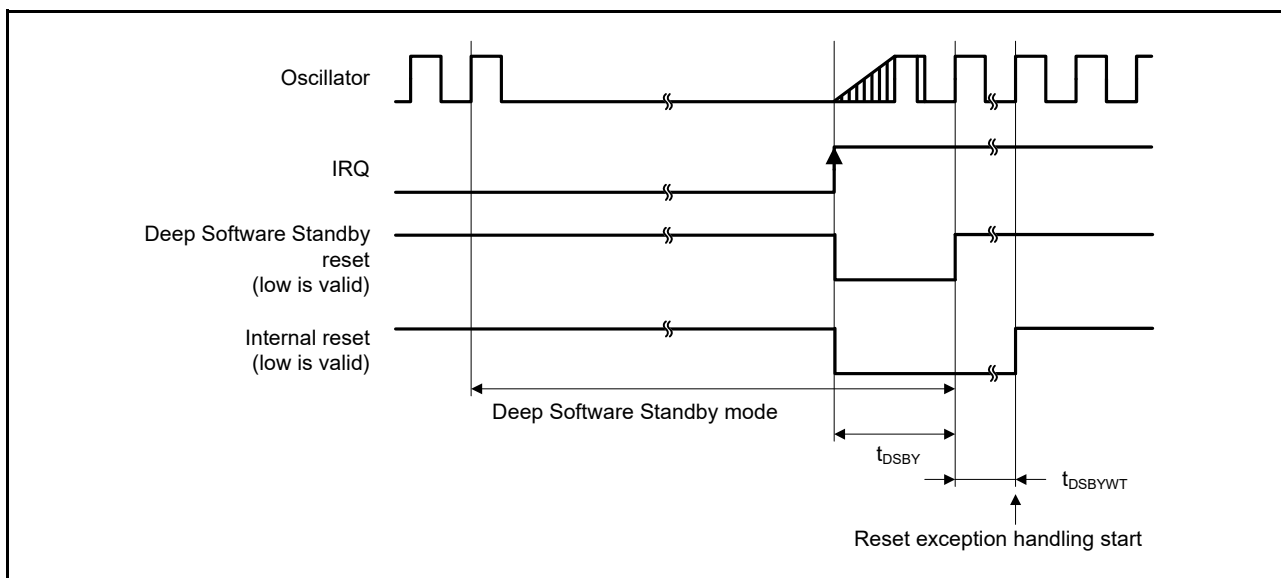 Oscillator
IRQ
Deep Software Standby
reset
(low is valid)
Internal reset
(low is valid)
Deep Software Standby mode
tDSBY
tDSBYWT
Reset exception handling start